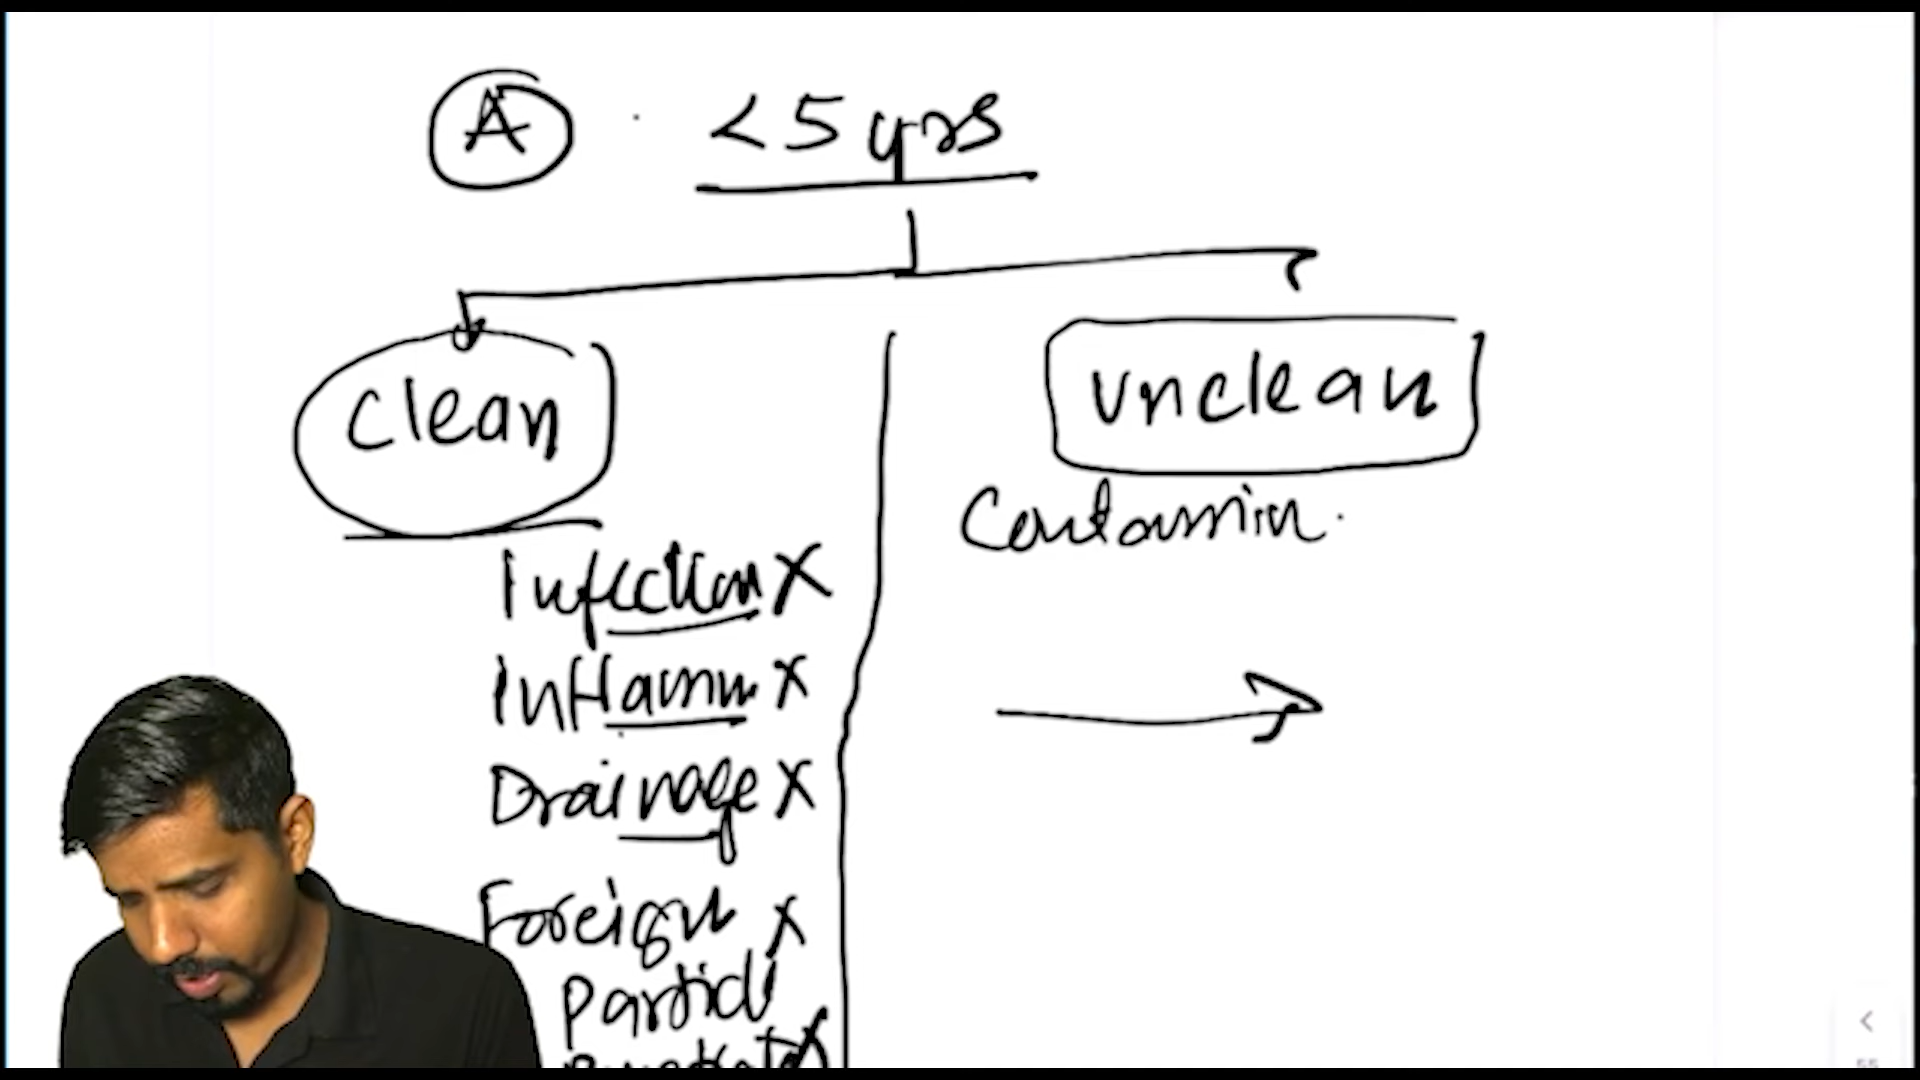 A < 5 yrs
clean
unclean
Contamin.
Infection X
Inflamm X
Drainage X
Foreign X
Particl